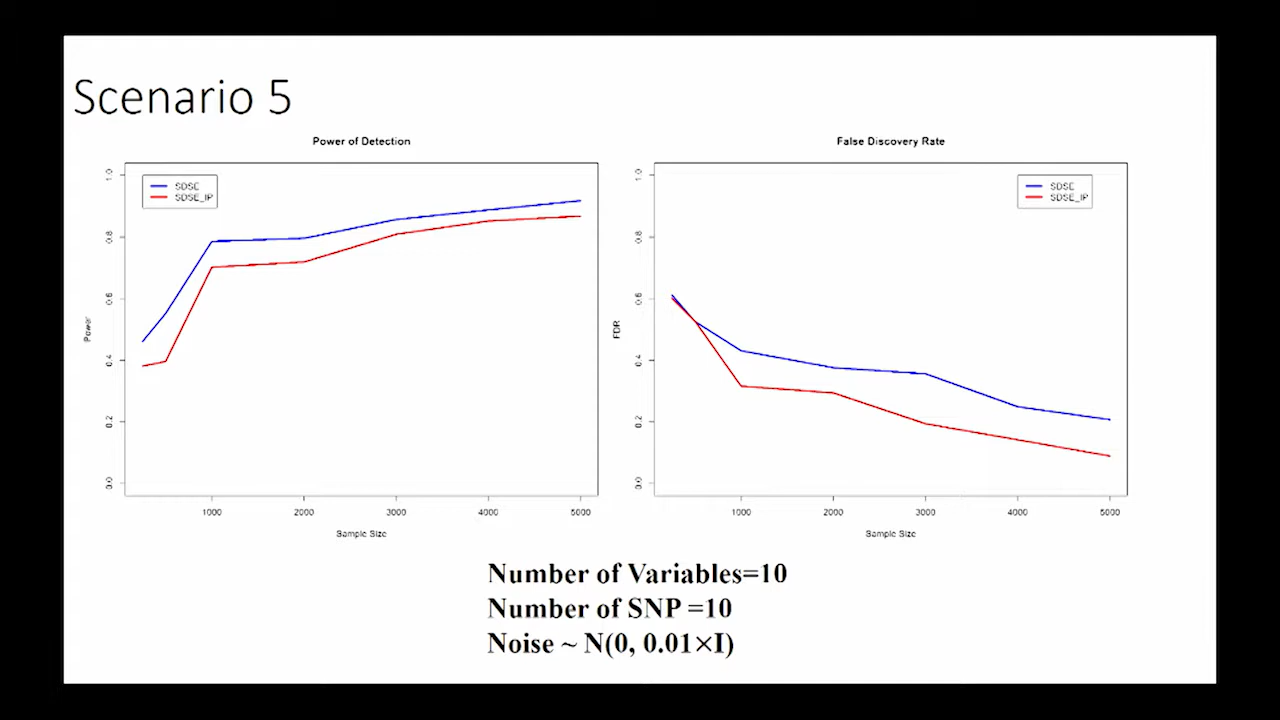 Scenario 5
Power of Detection
SDSE
SDSE_IP
Power
0.0
0.2
0.4
0.6
0.8
1.0
1000 2000 3000 4000 5000
Sample Size
False Discovery Rate
SDSE
SDSE_IP
FDR
0.0
0.2
0.4
0.6
0.8
1.0
1000 2000 3000 4000 5000
Sample Size
Number of Variables=10
Number of SNP =10
Noise ~ N(0, 0.01×I)